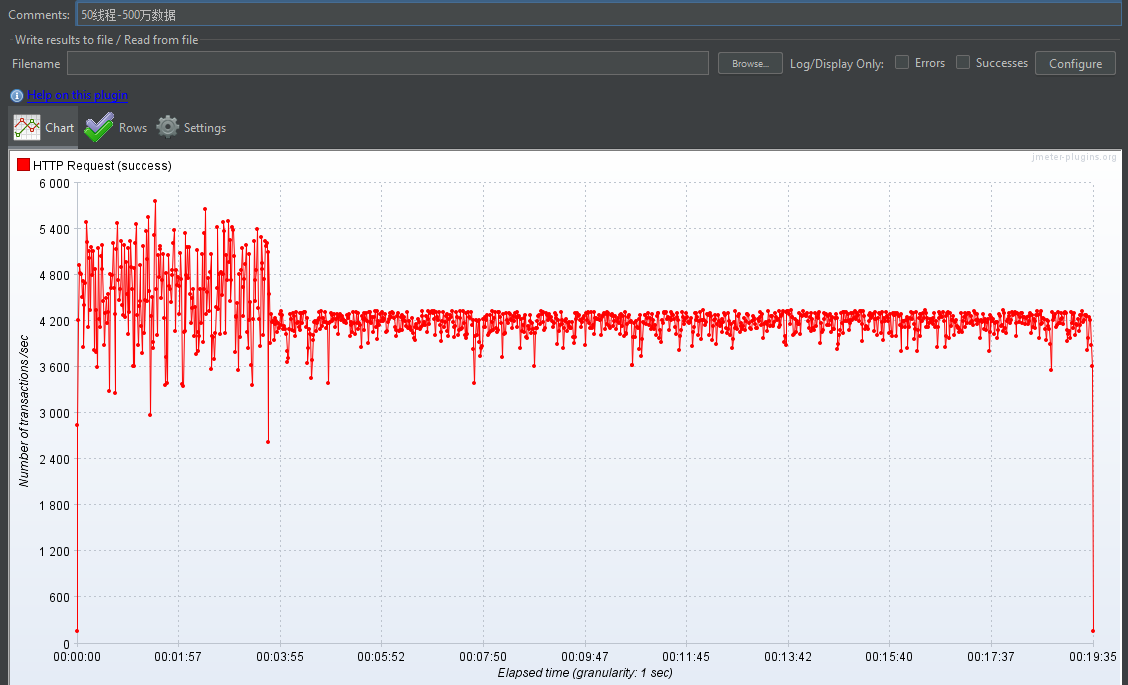 Comments: 50线程-500万数据
Write results to file / Read from file
Filename Browse... Log/Display Only: Errors Successes Configure
Help on this plugin
Chart Rows Settings
jmeter-plugins.org
HTTP Request (success)
6 000
5 400
4 800
4 200
3 600
3 000
2 400
1 800
1 200
600
0
Number of transactions /sec
00:00:00 00:01:57 00:03:55 00:05:52 00:07:50 00:09:47 00:11:45 00:13:42 00:15:40 00:17:37 00:19:35
Elapsed time (granularity: 1 sec)